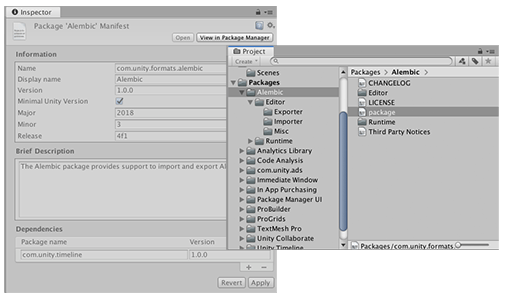 Inspector
Package 'Alembic' Manifest
Open
View in Package Manager
Information
Name com.unity.formats.alembic
Display name Alembic
Version 1.0.0
Minimal Unity Version
Major 2018
Minor 3
Release 4f1
Brief Description
The Alembic package provides support to import and export Al
Dependencies
Package name Version
com.unity.timeline 1.0.0
Revert Apply
Project
Create
Scenes
Packages
Alembic
Editor
Exporter
Importer
Misc
Runtime
Analytics Library
Code Analysis
com.unity.ads
Immediate Window
In App Purchasing
Package Manager UI
ProBuilder
ProGrids
TextMesh Pro
Unity Collaborate
Unity Timeline
Packages > Alembic >
CHANGELOG
Editor
LICENSE
package
Runtime
Third Party Notices
Packages/com.unity.formats